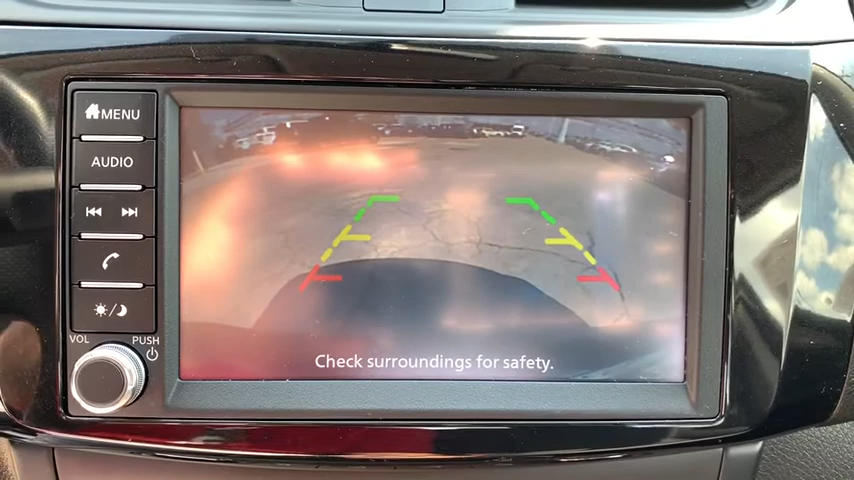 MENU
AUDIO
VOL
PUSH
Check surroundings for safety.